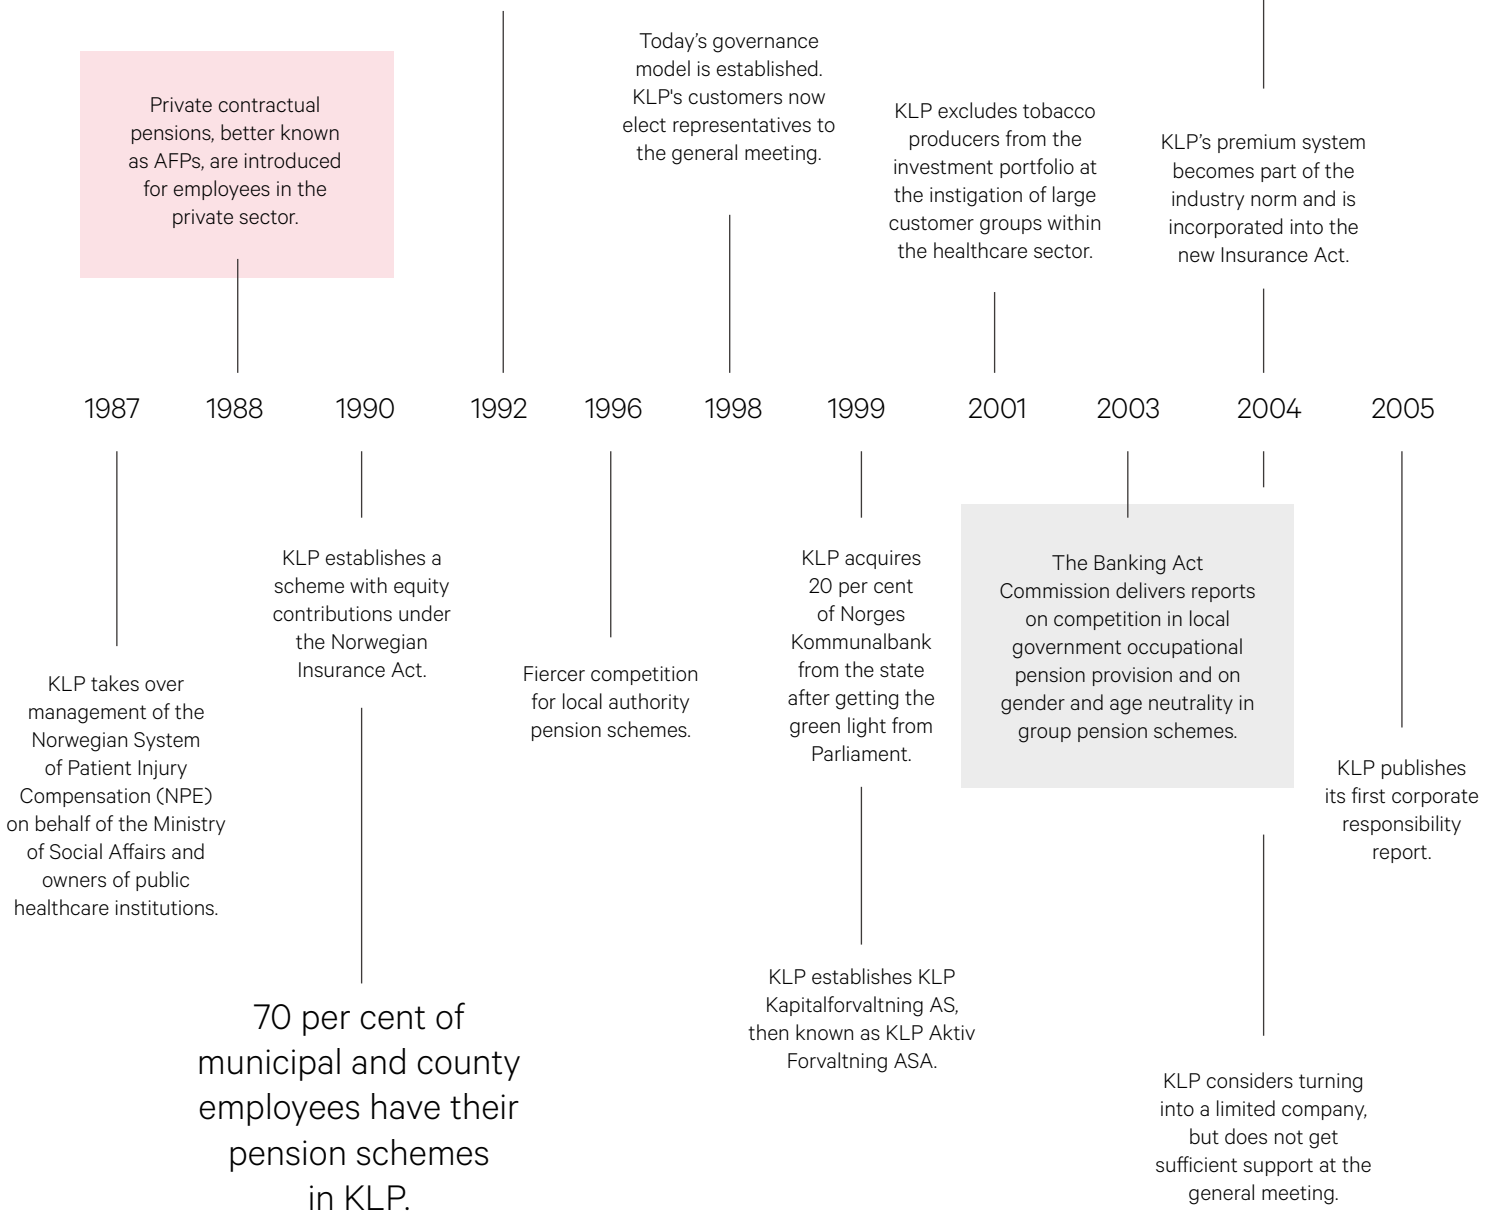 Private contractual
pensions, better known
as AFPs, are introduced
for employees in the
private sector.
Today’s governance
model is established.
KLP's customers now
elect representatives to
the general meeting.
KLP excludes tobacco
producers from the
investment portfolio at
the instigation of large
customer groups within
the healthcare sector.
KLP’s premium system
becomes part of the
industry norm and is
incorporated into the
new Insurance Act.
1987 1988 1990 1992 1996 1998 1999 2001 2003 2004 2005
KLP takes over
management of the
Norwegian System
of Patient Injury
Compensation (NPE)
on behalf of the Ministry
of Social Affairs and
owners of public
healthcare institutions.
KLP establishes a
scheme with equity
contributions under
the Norwegian
Insurance Act.
70 per cent of
municipal and county
employees have their
pension schemes
in KLP.
Fiercer competition
for local authority
pension schemes.
KLP acquires
20 per cent
of Norges
Kommunalbank
from the state
after getting the
green light from
Parliament.
KLP establishes KLP
Kapitalforvaltning AS,
then known as KLP Aktiv
Forvaltning ASA.
The Banking Act
Commission delivers reports
on competition in local
government occupational
pension provision and on
gender and age neutrality in
group pension schemes.
KLP considers turning
into a limited company,
but does not get
sufficient support at the
general meeting.
KLP publishes
its first corporate
responsibility
report.